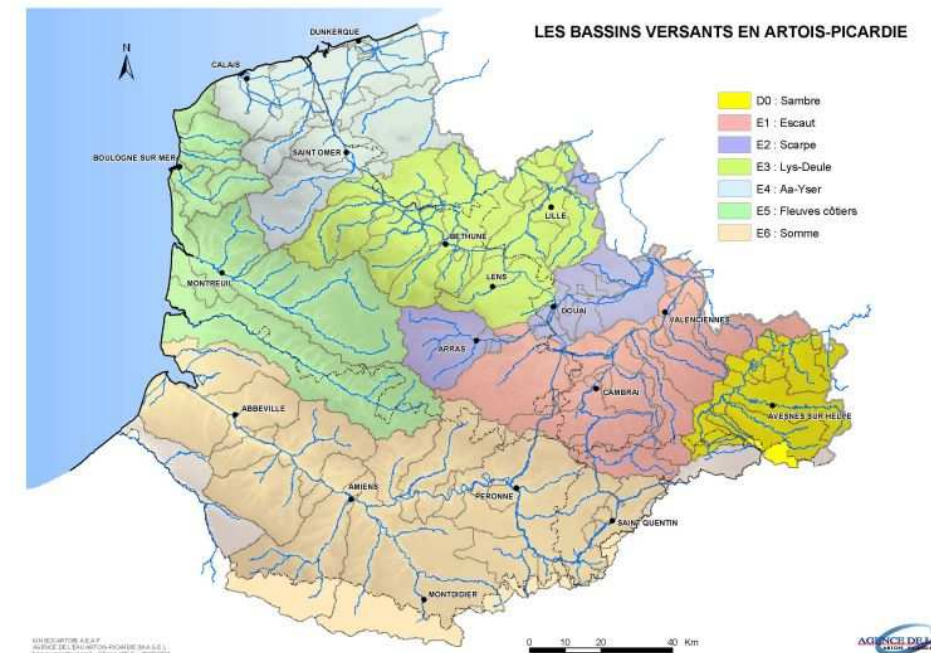 LES BASSINS VERSANTS EN ARTOIS-PICARDIE
N
DUNKERQUE
CALAIS
D0 : Sambre
E1 : Escaut
E2 : Scarpe
E3 : Lys-Deule
E4 : Aa-Yser
E5 : Fleuves côtiers
E6 : Somme
SAINT OMER
BOULOGNE SUR MER
LILLE
BETHUNE
MONTREUIL
LENS
DOUAI
VALENCIENNES
ARRAS
CAMBRAI
AVESNES SUR HELPE
ABBEVILLE
AMIENS
PERONNE
SAINT QUENTIN
MONTDIDIER
0 10 20 40 Km
AGENCE DE